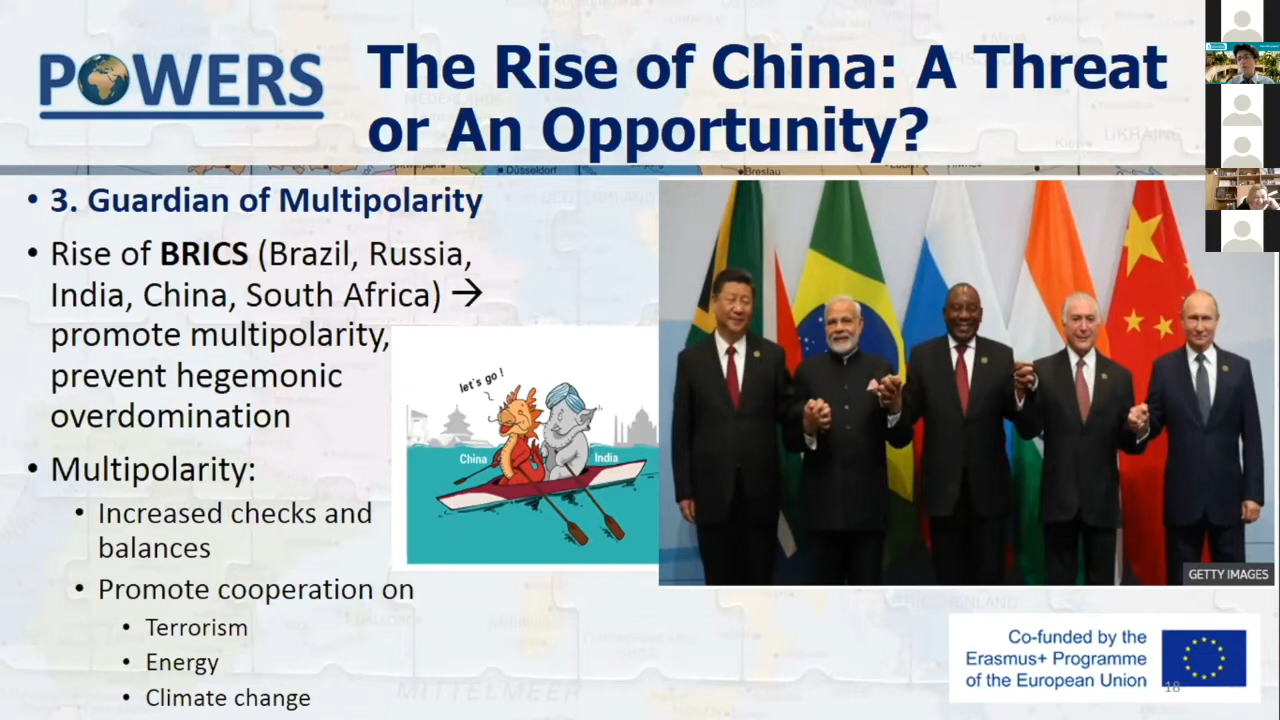 POWERS
The Rise of China: A Threat
or An Opportunity?
Düsseldorf
Breslau
UKRAINE
• 3. Guardian of Multipolarity
• Rise of BRICS (Brazil, Russia,
India, China, South Africa) →
promote multipolarity,
prevent hegemonic
overdomination
let's go!
China
India
GETTY IMAGES
• Multipolarity:
• Increased checks and
balances
• Promote cooperation on
• Terrorism
• Energy
• Climate change
MITTELMEER
Co-funded by the
Erasmus+ Programme
of the European Union
18